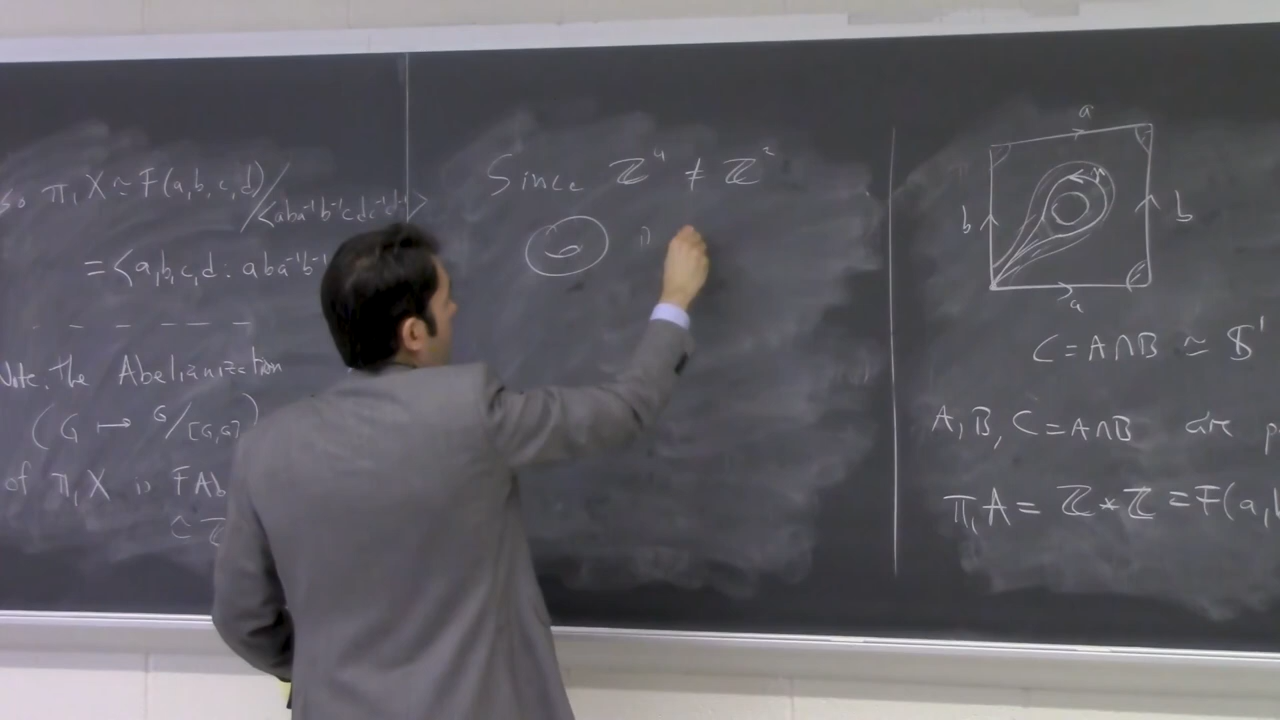 So π₁X ≃ F(a,b,c,d)/<aba⁻¹b⁻¹cdc⁻¹d⁻¹>
= <a,b,c,d : aba⁻¹b⁻¹
Note, the Abelianization
(G ↦ G/[G,G])
of π₁X is FAb
≃ Z
Since ℤ⁴ ≠ ℤ²
a
b
b
a
C = A∩B ≃ S¹
A, B, C = A∩B are p
π₁A = ℤ * ℤ = F(a,b